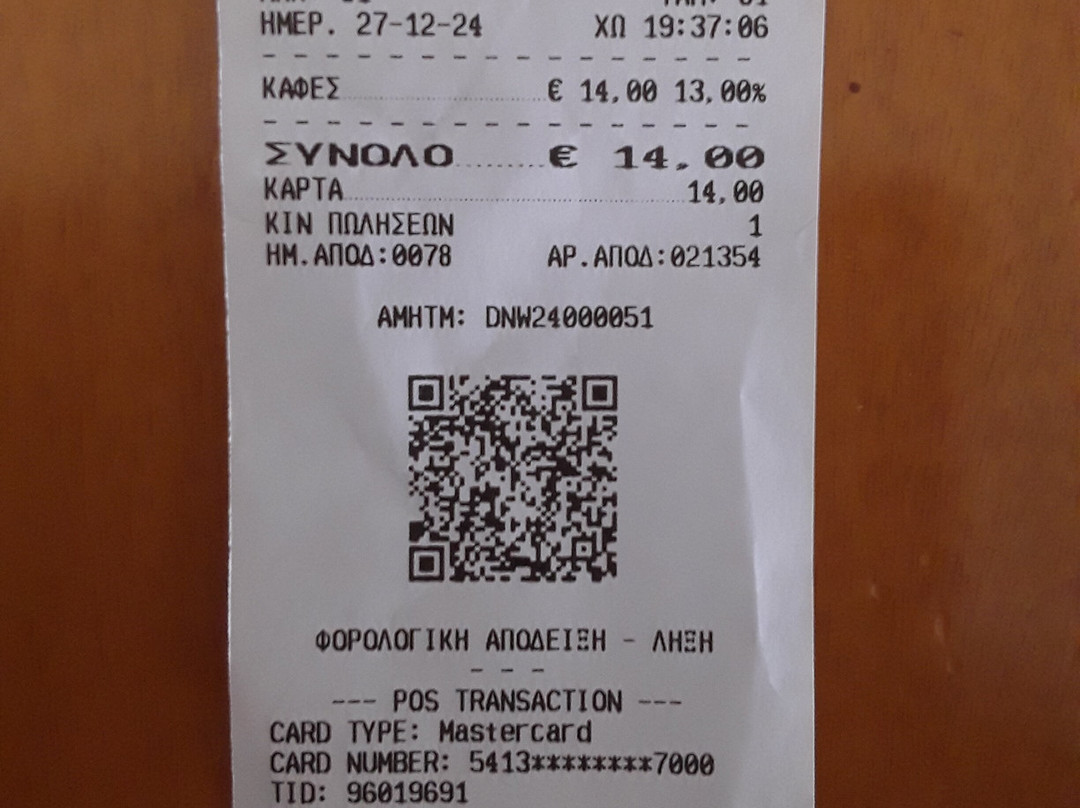 ΗΜΕΡ. 27-12-24 ΧΩ 19:37:06
- - - - - - - - - - - - - - - -
ΚΑΦΕΣ..........................€ 14,00 13,00%
- - - - - - - - - - - - - - - -
ΣΥΝΟΛΟ.........€ 14,00
ΚΑΡΤΑ.............................................14,00
ΚΙΝ ΠΩΛΗΣΕΩΝ 1
ΗΜ.ΑΠΟΔ:0078 ΑΡ.ΑΠΟΔ:021354
ΑΜΗΤΜ: DNW24000051
ΦΟΡΟΛΟΓΙΚΗ ΑΠΟΔΕΙΞΗ - ΛΗΞΗ
- - -
--- POS TRANSACTION ---
CARD TYPE: Mastercard
CARD NUMBER: 5413********7000
TID: 96019691